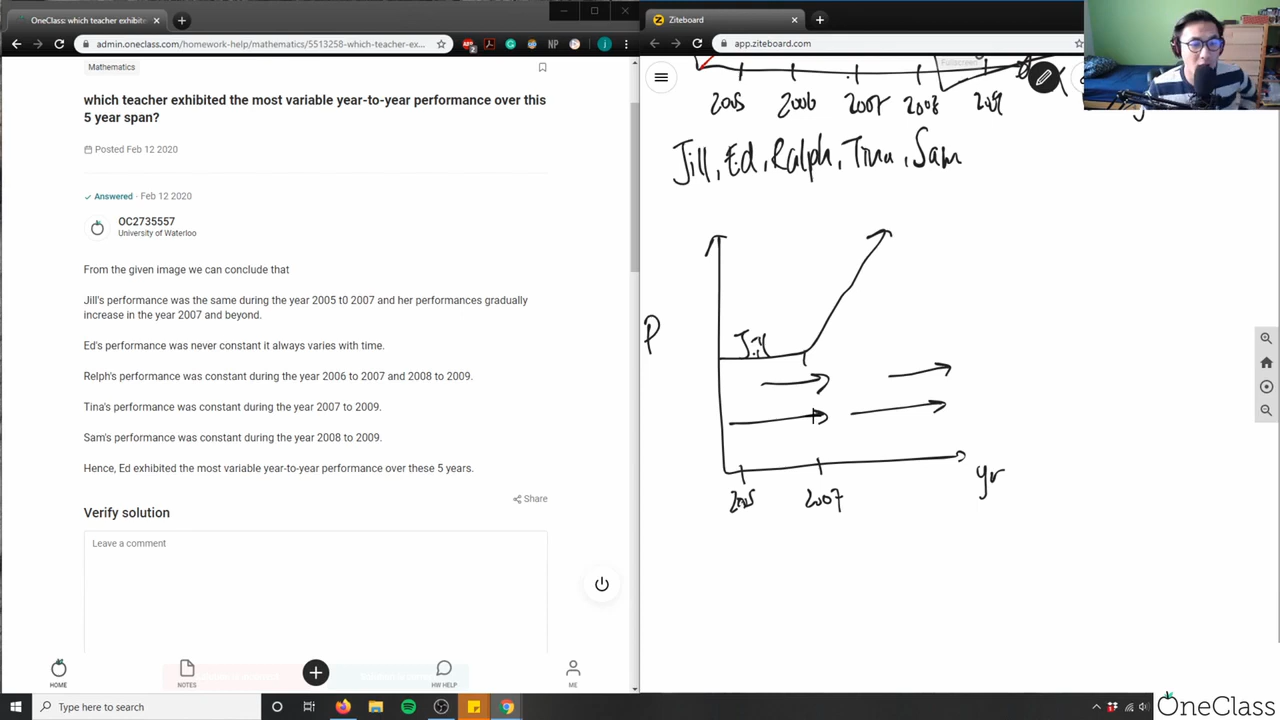 OneClass: which teacher exhibite
admin.oneclass.com/homework-help/mathematics/5513258-which-teacher-ex...
NP
j
Mathematics
which teacher exhibited the most variable year-to-year performance over this
5 year span?
Posted Feb 12 2020
Answered · Feb 12 2020
OC2735557
University of Waterloo
From the given image we can conclude that
Jill's performance was the same during the year 2005 t0 2007 and her performances gradually
increase in the year 2007 and beyond.
Ed's performance was never constant it always varies with time.
Relph's performance was constant during the year 2006 to 2007 and 2008 to 2009.
Tina's performance was constant during the year 2007 to 2009.
Sam's performance was constant during the year 2008 to 2009.
Hence, Ed exhibited the most variable year-to-year performance over these 5 years.
Share
Verify solution
Leave a comment
HOME
NOTES
HW HELP
ME
Type here to search
Ziteboard
app.ziteboard.com
Fullscreen
2005 2006 2007 2008 2009
Jill, Ed, Ralph, Tina, Sam
P
Jill
2005 2007
yr
OneClass